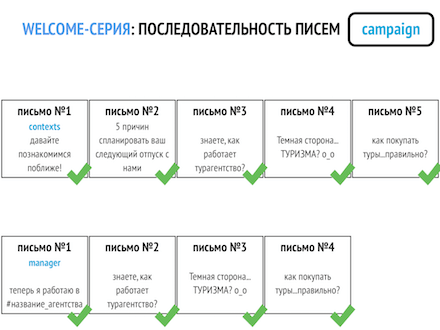 WELCOME-СЕРИЯ: ПОСЛЕДОВАТЕЛЬНОСТЬ ПИСЕМ campaign
письмо №1
contexts
давайте
познакомимся
поближе!
письмо №2
5 причин
спланировать ваш
следующий отпуск с
нами
письмо №3
знаете, как
работает
турагентство?
письмо №4
Темная сторона...
ТУРИЗМА? о_о
письмо №5
как покупать
туры...правильно?
письмо №1
manager
теперь я работаю в
#название_агентства
письмо №2
знаете, как
работает
турагентство?
письмо №3
Темная сторона...
ТУРИЗМА? о_о
письмо №4
как покупать
туры...правильно?